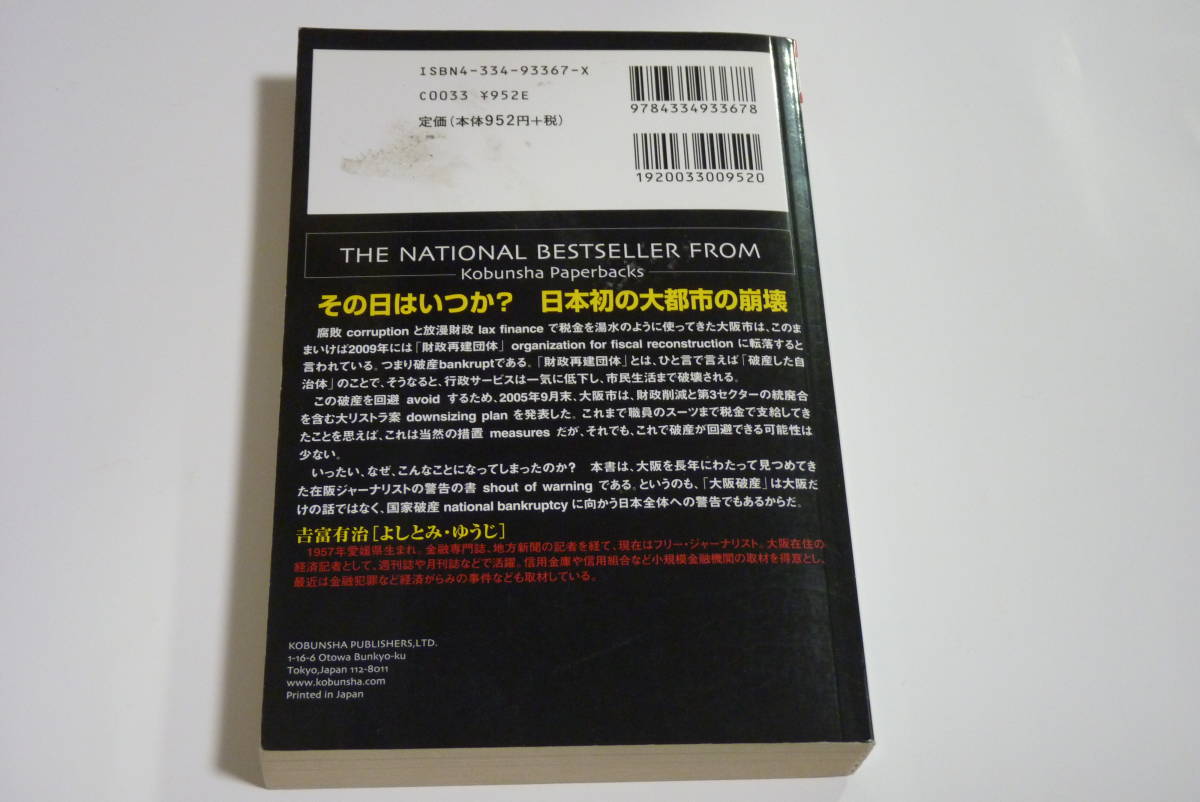 ISBN4-334-93367-X
C0033 ¥952E
定価(本体952円+税)
9784334933678
1920033009520
THE NATIONAL BESTSELLER FROM
Kobunsha Paperbacks
その日はいつか? 日本初の大都市の崩壊
腐敗 corruption と放漫財政 lax finance で税金を湯水のように使ってきた大阪市は、このま
まいけば2009年には「財政再建団体」organization for fiscal reconstruction に転落すると
言われている。つまり破産bankruptである。「財政再建団体」とは、ひと言で言えば「破産した自
治体」のことで、そうなると、行政サービスは一気に低下し、市民生活まで破壊される。
この破産を回避 avoid するため、2005年9月末、大阪市は、財政削減と第3セクターの統廃合
を含む大リストラ案 downsizing plan を発表した。これまで職員のスーツまで税金で支給してき
たことを思えば、これは当然の措置 measures だが、それでも、これで破産が回避できる可能性は
少ない。
いったい、なぜ、こんなことになってしまったのか? 本書は、大阪を長年にわたって見つめてき
た在阪ジャーナリストの警告の書 shout of warning である。というのも、「大阪破産」は大阪だ
けの話ではなく、国家破産 national bankruptcy に向かう日本全体への警告でもあるからだ。
吉富有治[よしとみ・ゆうじ]
1957年愛媛県生まれ。金融専門誌、地方新聞の記者を経て、現在はフリー・ジャーナリスト。大阪在住の
経済記者として、週刊誌や月刊誌などで活躍。信用金庫や信用組合など小規模金融機関の取材を得意とし、
最近は金融犯罪など経済がらみの事件なども取材している。
KOBUNSHA PUBLISHERS,LTD.
1-16-6 Otowa Bunkyo-ku
Tokyo,Japan 112-8011
www.kobunsha.com
Printed in Japan